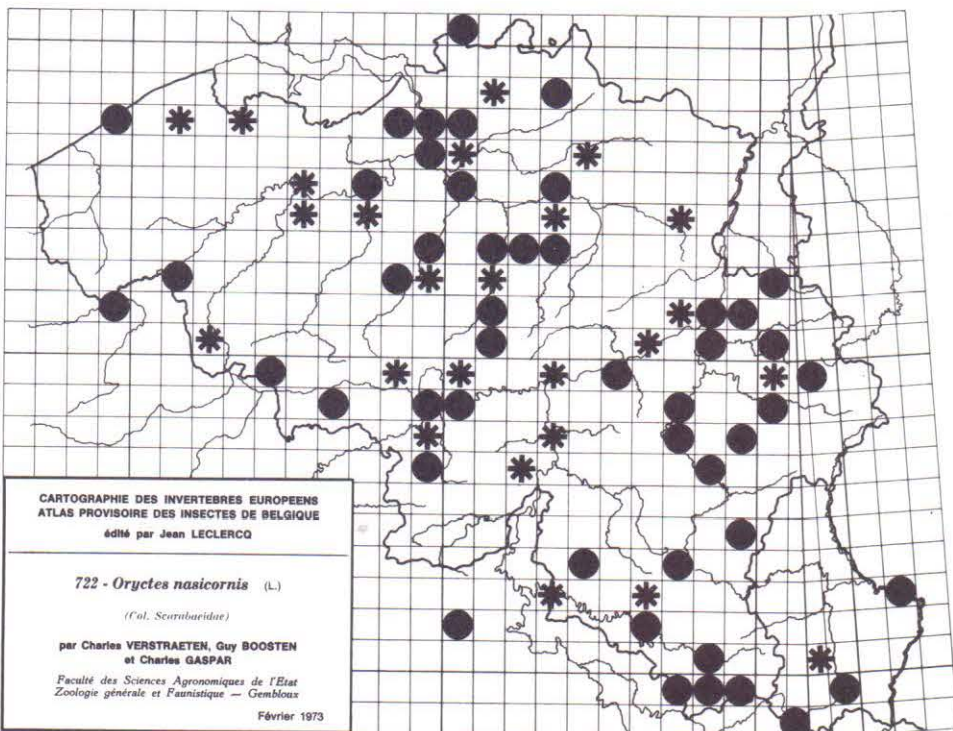 CARTOGRAPHIE DES INVERTEBRES EUROPEENS
ATLAS PROVISOIRE DES INSECTES DE BELGIQUE
édité par Jean LECLERCQ
722 - Oryctes nasicornis (L.)
(Col. Scarabaeidae)
par Charles VERSTRAETEN, Guy BOOSTEN
et Charles GASPAR
Faculté des Sciences Agronomiques de l'Etat
Zoologie générale et Faunistique — Gembloux
Février 1973